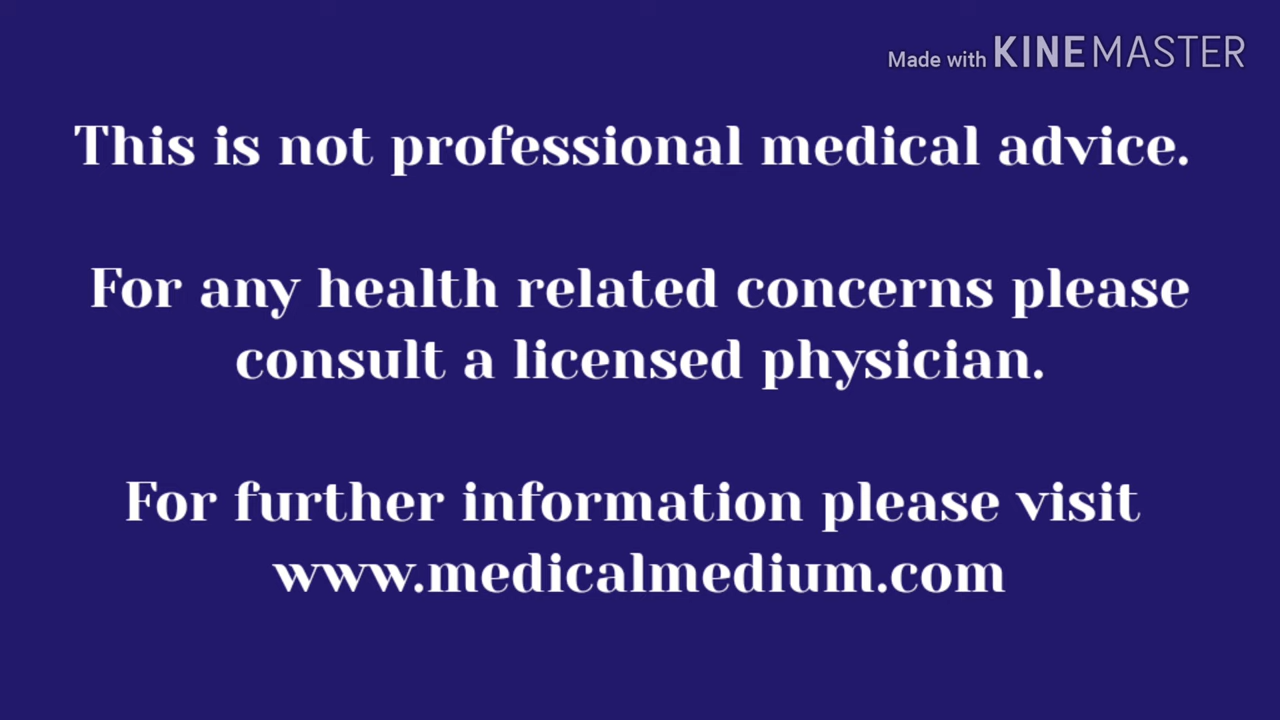 Made with KINEMASTER
This is not professional medical advice.
For any health related concerns please
consult a licensed physician.
For further information please visit
www.medicalmedium.com